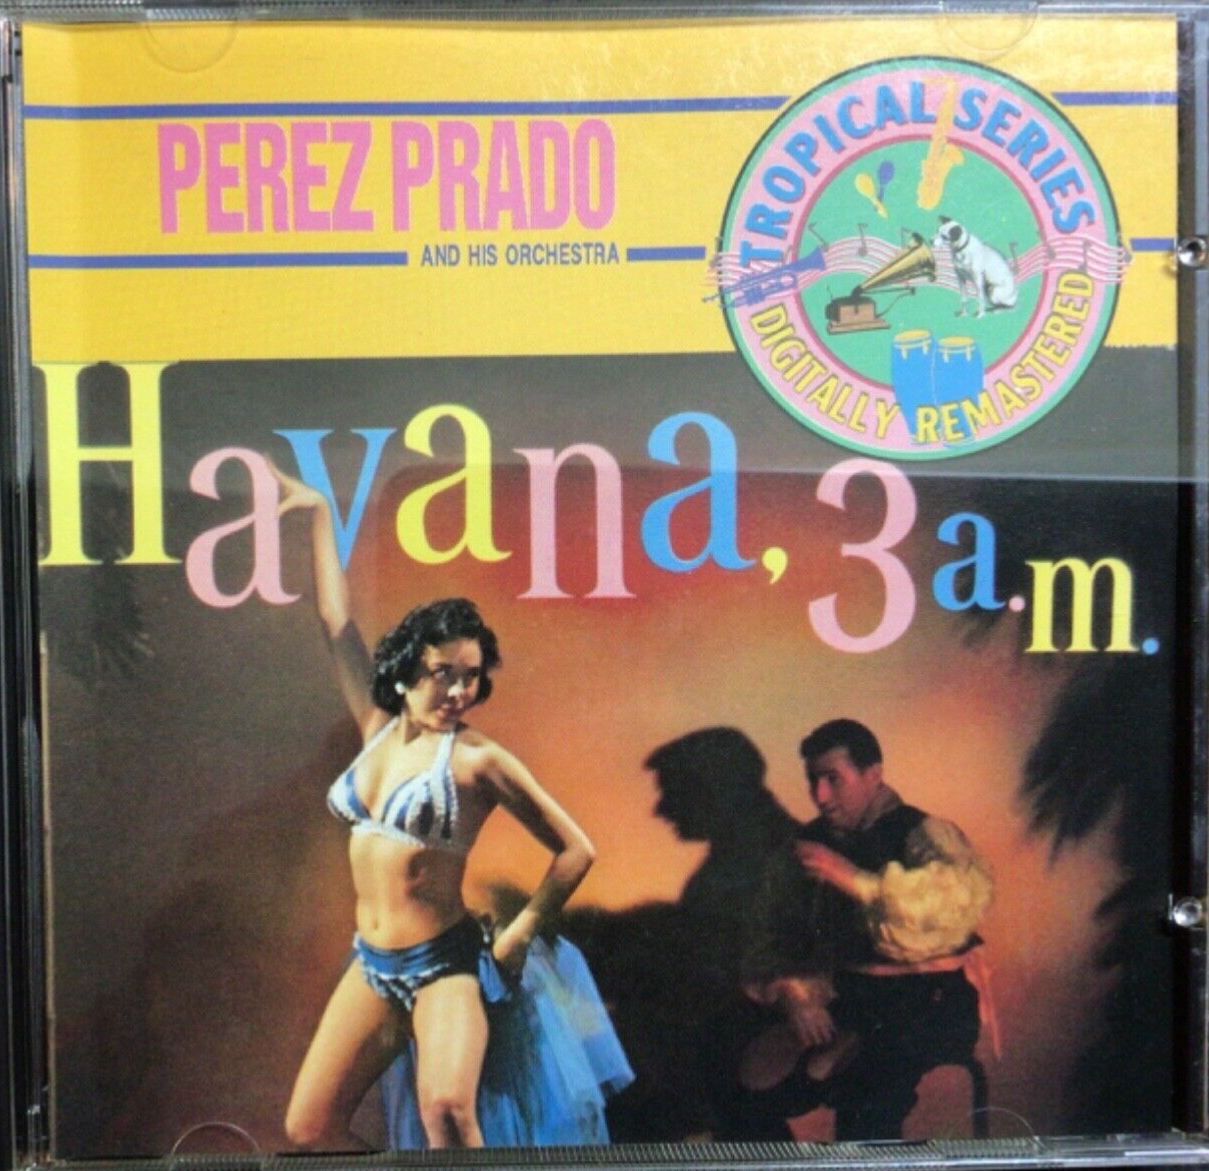 PEREZ PRADO
AND HIS ORCHESTRA
TROPICAL SERIES
DIGITALLY REMASTERED
Havana, 3 a.m.